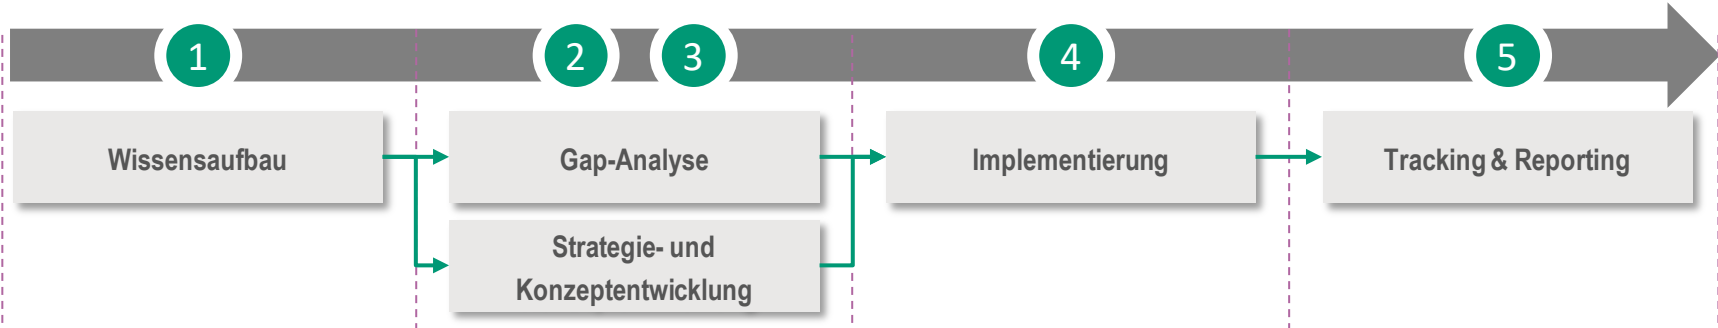 1
2
3
4
5
Wissensaufbau
Gap-Analyse
Implementierung
Tracking & Reporting
Strategie- und
Konzeptentwicklung